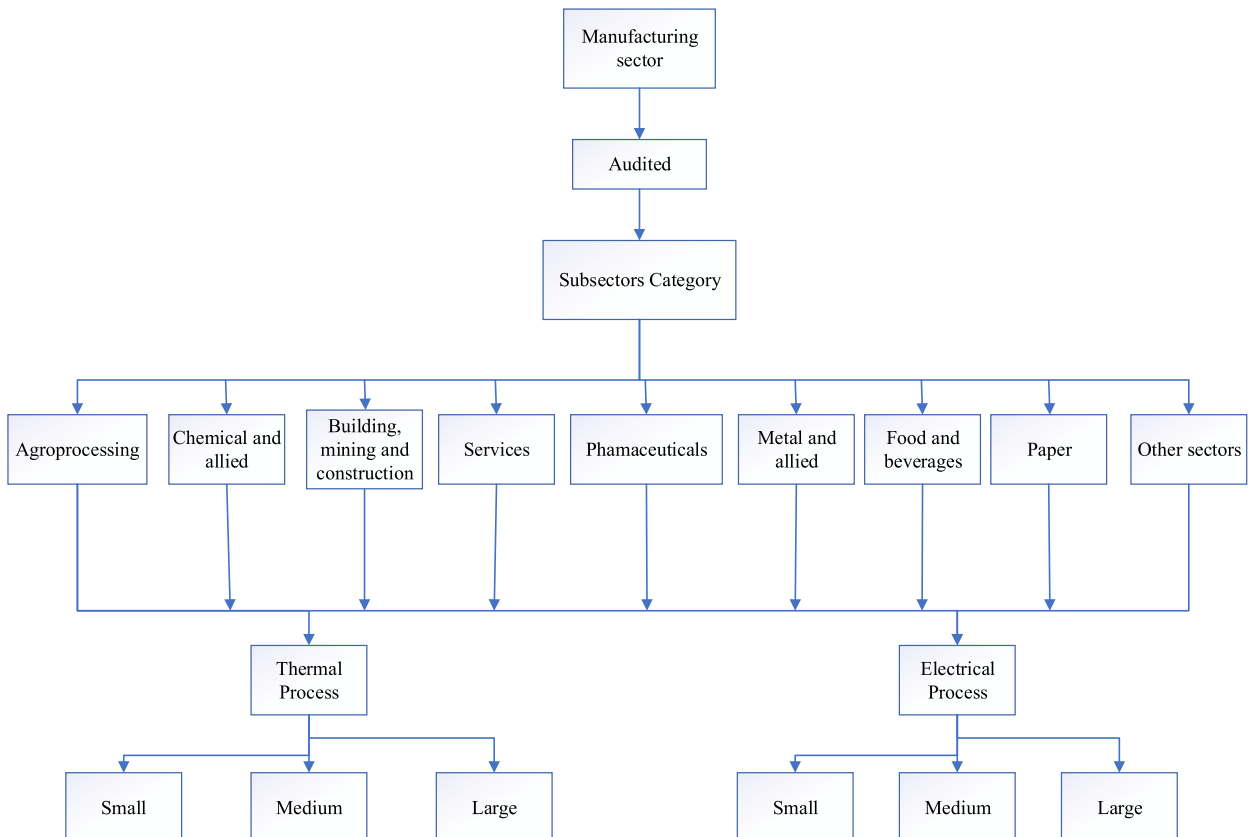 Manufacturing
sector
Audited
Subsectors Category
Agroprocessing
Chemical and
allied
Building,
mining and
construction
Services
Phamaceuticals
Metal and
allied
Food and
beverages
Paper
Other sectors
Thermal
Process
Electrical
Process
Small
Medium
Large
Small
Medium
Large